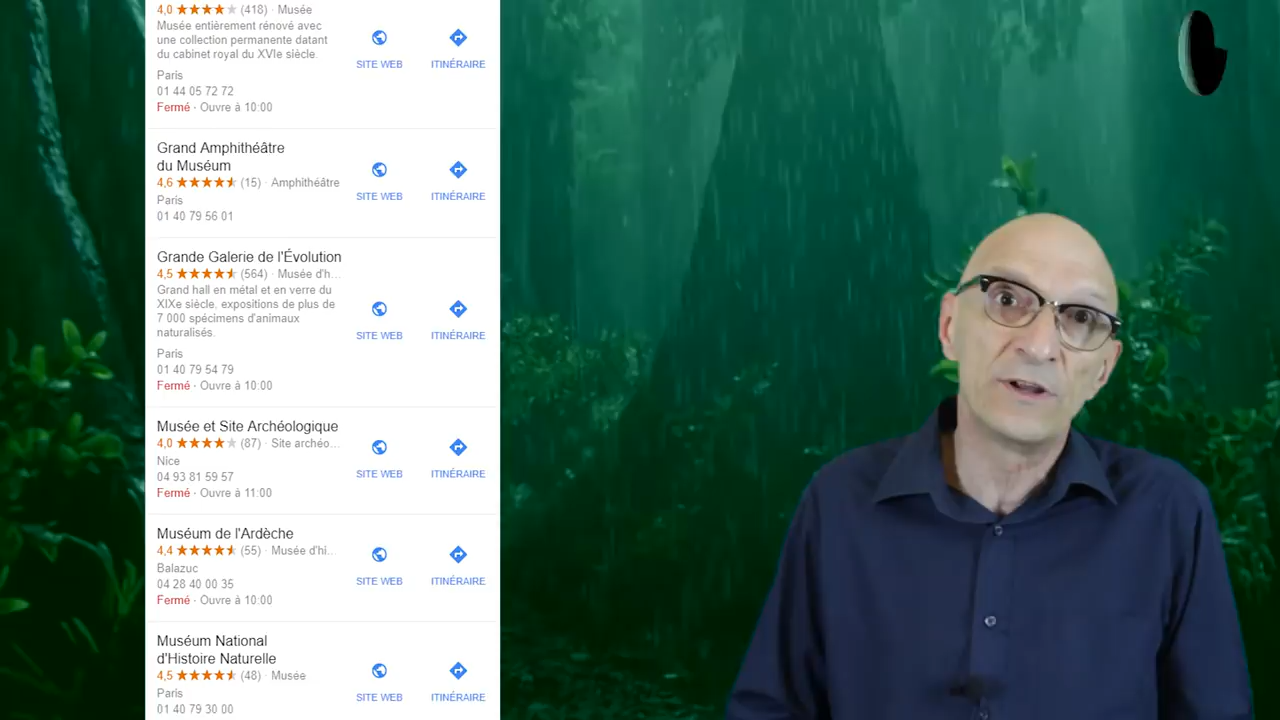 4,0 ★★★★★ (418) · Musée
Musée entièrement rénové avec
une collection permanente datant
du cabinet royal du XVIe siècle.
Paris
01 44 05 72 72
Fermé · Ouvre à 10:00
SITE WEB
ITINÉRAIRE
Grand Amphithéâtre
du Muséum
4,6 ★★★★★ (15) · Amphithéâtre
Paris
01 40 79 56 01
SITE WEB
ITINÉRAIRE
Grande Galerie de l'Évolution
4,5 ★★★★★ (564) · Musée d'h…
Grand hall en métal et en verre du
XIXe siècle, expositions de plus de
7 000 spécimens d'animaux
naturalisés.
Paris
01 40 79 54 79
Fermé · Ouvre à 10:00
SITE WEB
ITINÉRAIRE
Musée et Site Archéologique
4,0 ★★★★★ (87) · Site archéo…
Nice
04 93 81 59 57
Fermé · Ouvre à 11:00
SITE WEB
ITINÉRAIRE
Muséum de l'Ardèche
4,4 ★★★★★ (55) · Musée d'hi…
Balazuc
04 28 40 00 35
Fermé · Ouvre à 10:00
SITE WEB
ITINÉRAIRE
Muséum National
d'Histoire Naturelle
4,5 ★★★★★ (48) · Musée
Paris
01 40 79 30 00
SITE WEB
ITINÉRAIRE